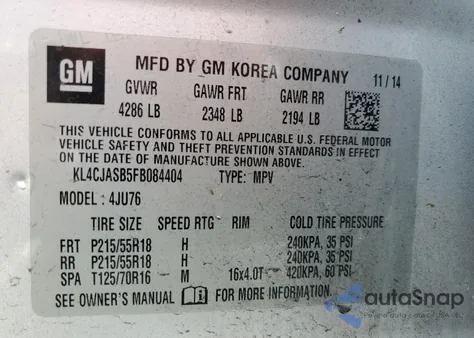 GM MFD BY GM KOREA COMPANY 11/14
GVWR GAWR FRT GAWR RR
4286 LB 2348 LB 2194 LB
THIS VEHICLE CONFORMS TO ALL APPLICABLE U.S. FEDERAL MOTOR
VEHICLE SAFETY AND THEFT PREVENTION STANDARDS IN EFFECT
ON THE DATE OF MANUFACTURE SHOWN ABOVE.
KL4CJASB5FB084404 TYPE: MPV
MODEL : 4JU76
TIRE SIZE SPEED RTG RIM COLD TIRE PRESSURE
FRT P215/55R18 H 240KPA, 35 PSI
RR P215/55R18 H 240KPA, 35 PSI
SPA T125/70R16 M 16x4.0T 420KPA, 60 PSI
SEE OWNER'S MANUAL FOR MORE INFORMATION.
autoSnap